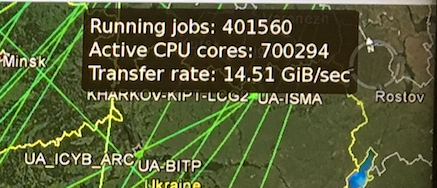 Running jobs: 401560
Active CPU cores: 700294
Transfer rate: 14.51 GiB/sec
Minsk
KHARKOV-KIPT-LCG2
UA-ISMA
Rostov
UA_ICYB_ARC
UA-BITP
Ukraine